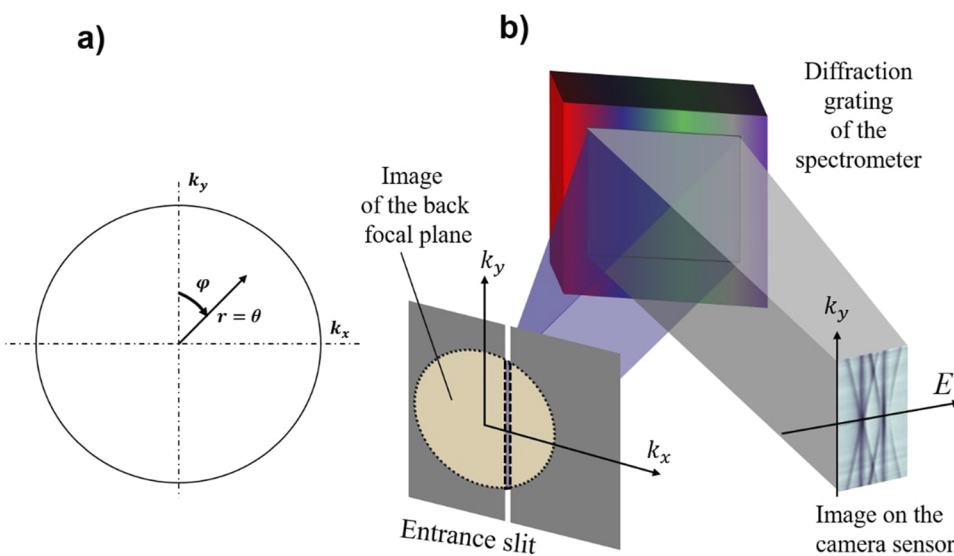 a)
k_y
φ
r = θ
k_x
b)
Diffraction
grating
of the
spectrometer
Image
of the back
focal plane
k_y
k_x
Entrance slit
k_y
E
Image on the
camera sensor